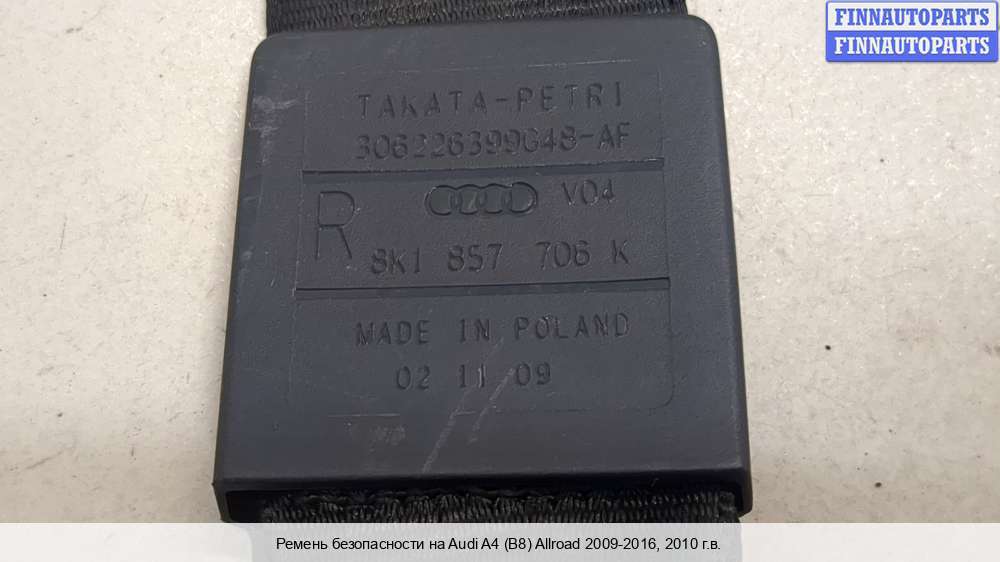 FINNAUTOPARTS
FINNAUTOPARTS
TAKATA-PETRI
306226399G48-AF
R
V04
8K1 857 706 K
MADE IN POLAND
02 11 09
Ремень безопасности на Audi A4 (B8) Allroad 2009-2016, 2010 г.в.